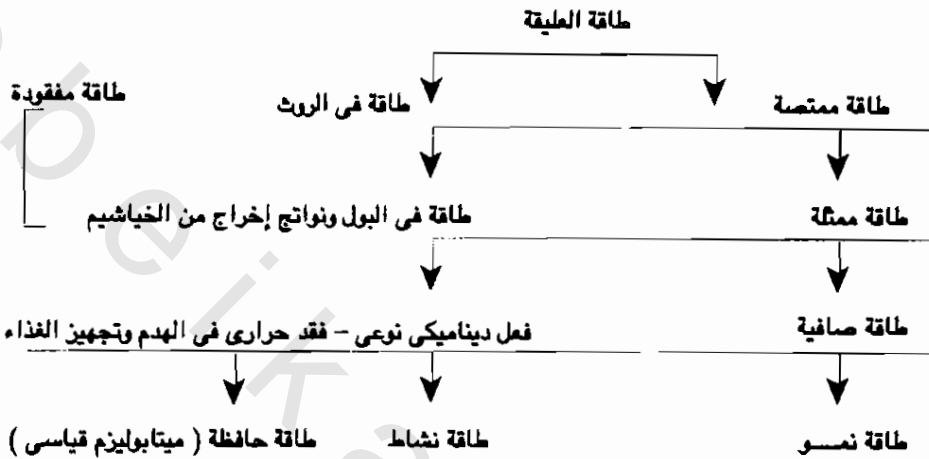 طاقة العليقة
طاقة ممتصة طاقة فى الروث طاقة مفقودة
طاقة ممثلة طاقة فى البول ونواتج إخراج من الخياشيم
طاقة صافية فعل ديناميكى نوعى – فقد حرارى فى الهدم وتجهيز الغذاء
طاقة نمـــو طاقة نشاط طاقة حافظة ( ميتابوليزم قياسى )